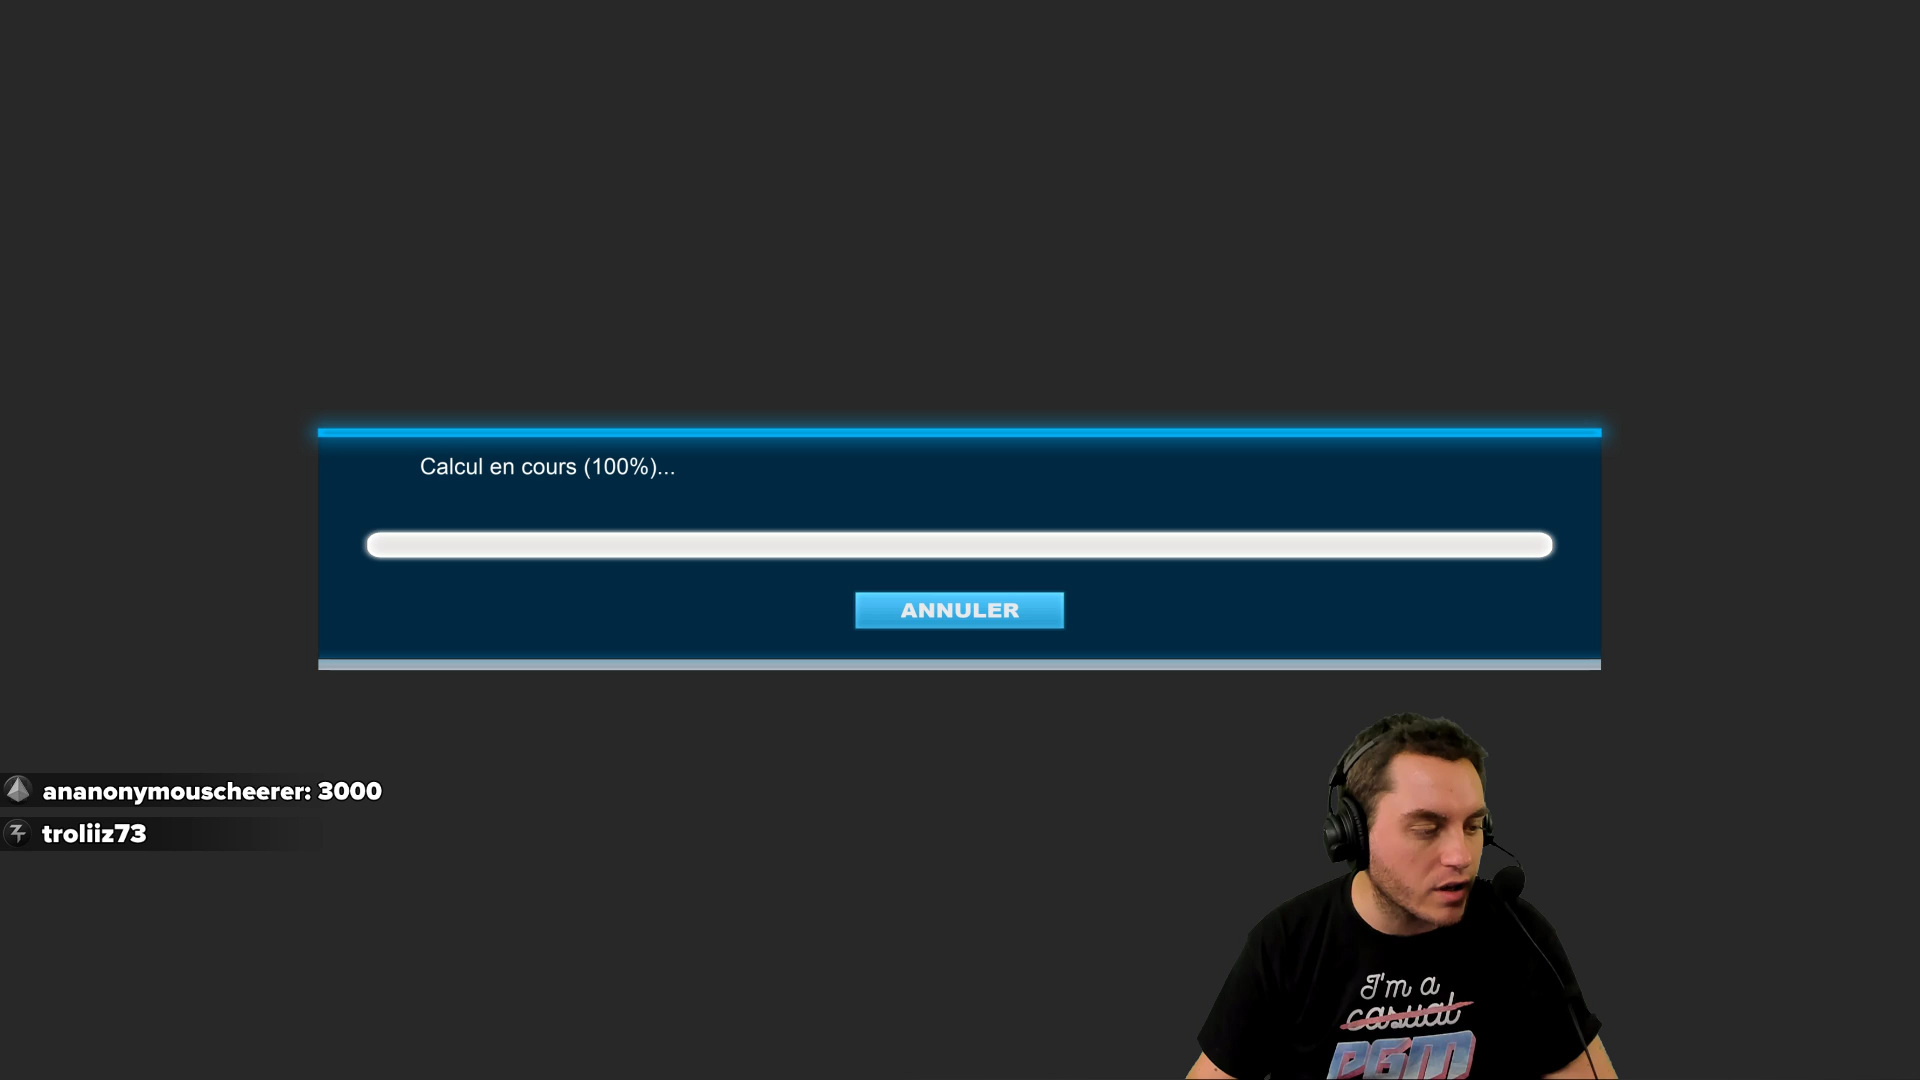 Calcul en cours (100%)...
ANNULER
ananonymouscheerer: 3000
troliiz73
I'm a
casual
PGM